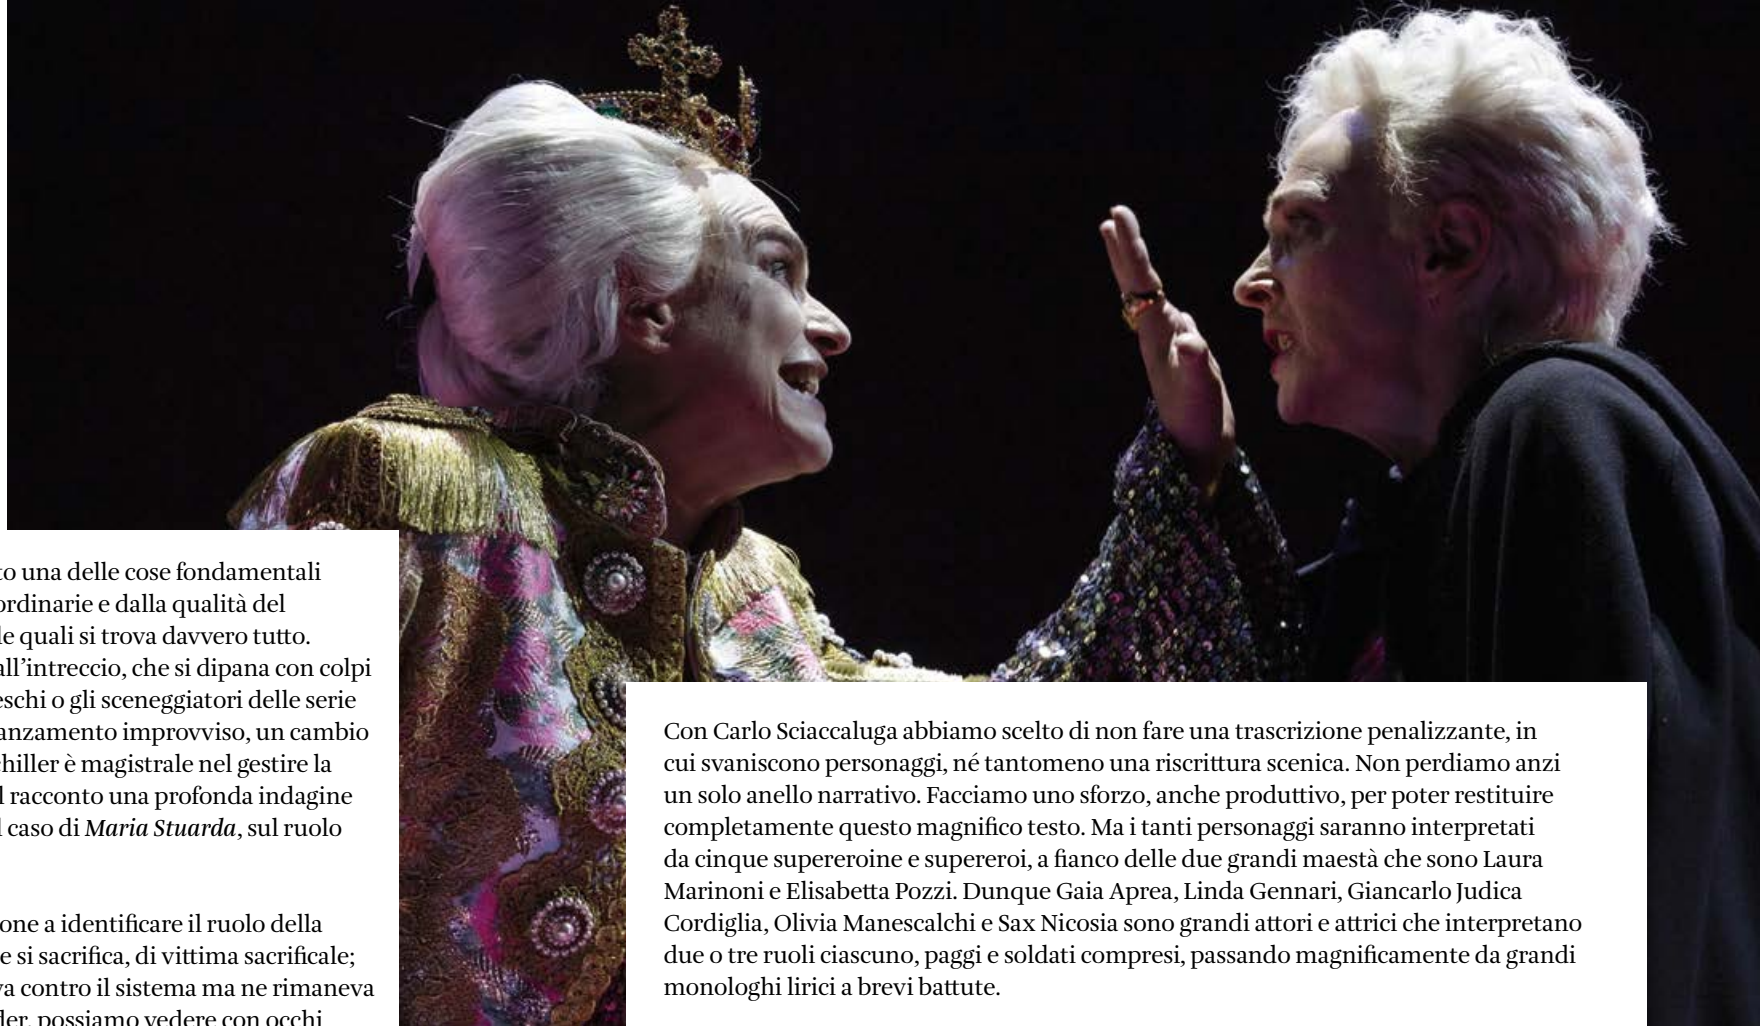 to una delle cose fondamentali
ordinarie e dalla qualità del
le quali si trova davvero tutto.
all'intreccio, che si dipana con colpi
eschi o gli sceneggiatori delle serie
anzamento improvviso, un cambio
chiller è magistrale nel gestire la
l racconto una profonda indagine
l caso di Maria Stuarda, sul ruolo
one a identificare il ruolo della
e si sacrifica, di vittima sacrificale;
va contro il sistema ma ne rimaneva
der, possiamo vedere con occhi
Con Carlo Sciaccaluga abbiamo scelto di non fare una trascrizione penalizzante, in
cui svaniscono personaggi, né tantomeno una riscrittura scenica. Non perdiamo anzi
un solo anello narrativo. Facciamo uno sforzo, anche produttivo, per poter restituire
completamente questo magnifico testo. Ma i tanti personaggi saranno interpretati
da cinque supereroine e supereroi, a fianco delle due grandi maestà che sono Laura
Marinoni e Elisabetta Pozzi. Dunque Gaia Aprea, Linda Gennari, Giancarlo Judica
Cordiglia, Olivia Manescalchi e Sax Nicosia sono grandi attori e attrici che interpretano
due o tre ruoli ciascuno, paggi e soldati compresi, passando magnificamente da grandi
monologhi lirici a brevi battute.